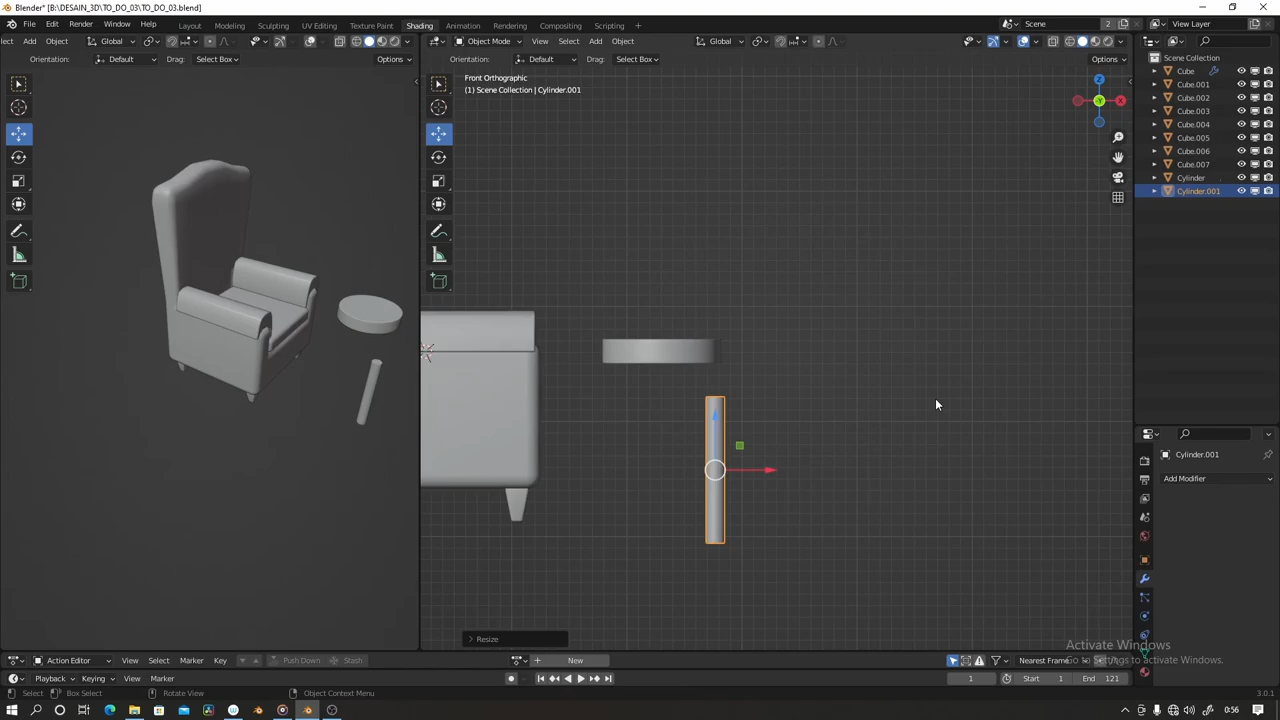 Blender* [B:\DESAIN_3D\TO_DO_03\TO_DO_03.blend]
File Edit Render Window Help Layout Modeling Sculpting UV Editing Texture Paint Shading Animation Rendering Compositing Scripting Scene 2 View Layer
lect Add Object Global Object Mode View Select Add Object Global
Orientation: Default Drag: Select Box Options Orientation: Default Drag: Select Box Options
Front Orthographic
(1) Scene Collection | Cylinder.001
Z
X
-Y
Scene Collection
Cube
Cube.001
Cube.002
Cube.003
Cube.004
Cube.005
Cube.006
Cube.007
Cylinder
Cylinder.001
Cylinder.001
Add Modifier
Resize
Activate Windows
Go to Settings to activate Windows.
Action Editor View Select Marker Key Push Down Stash New Nearest Frame
Playback Keying View Marker 1 Start 1 End 121
Select Box Select Rotate View Object Context Menu 3.0.1
0:56